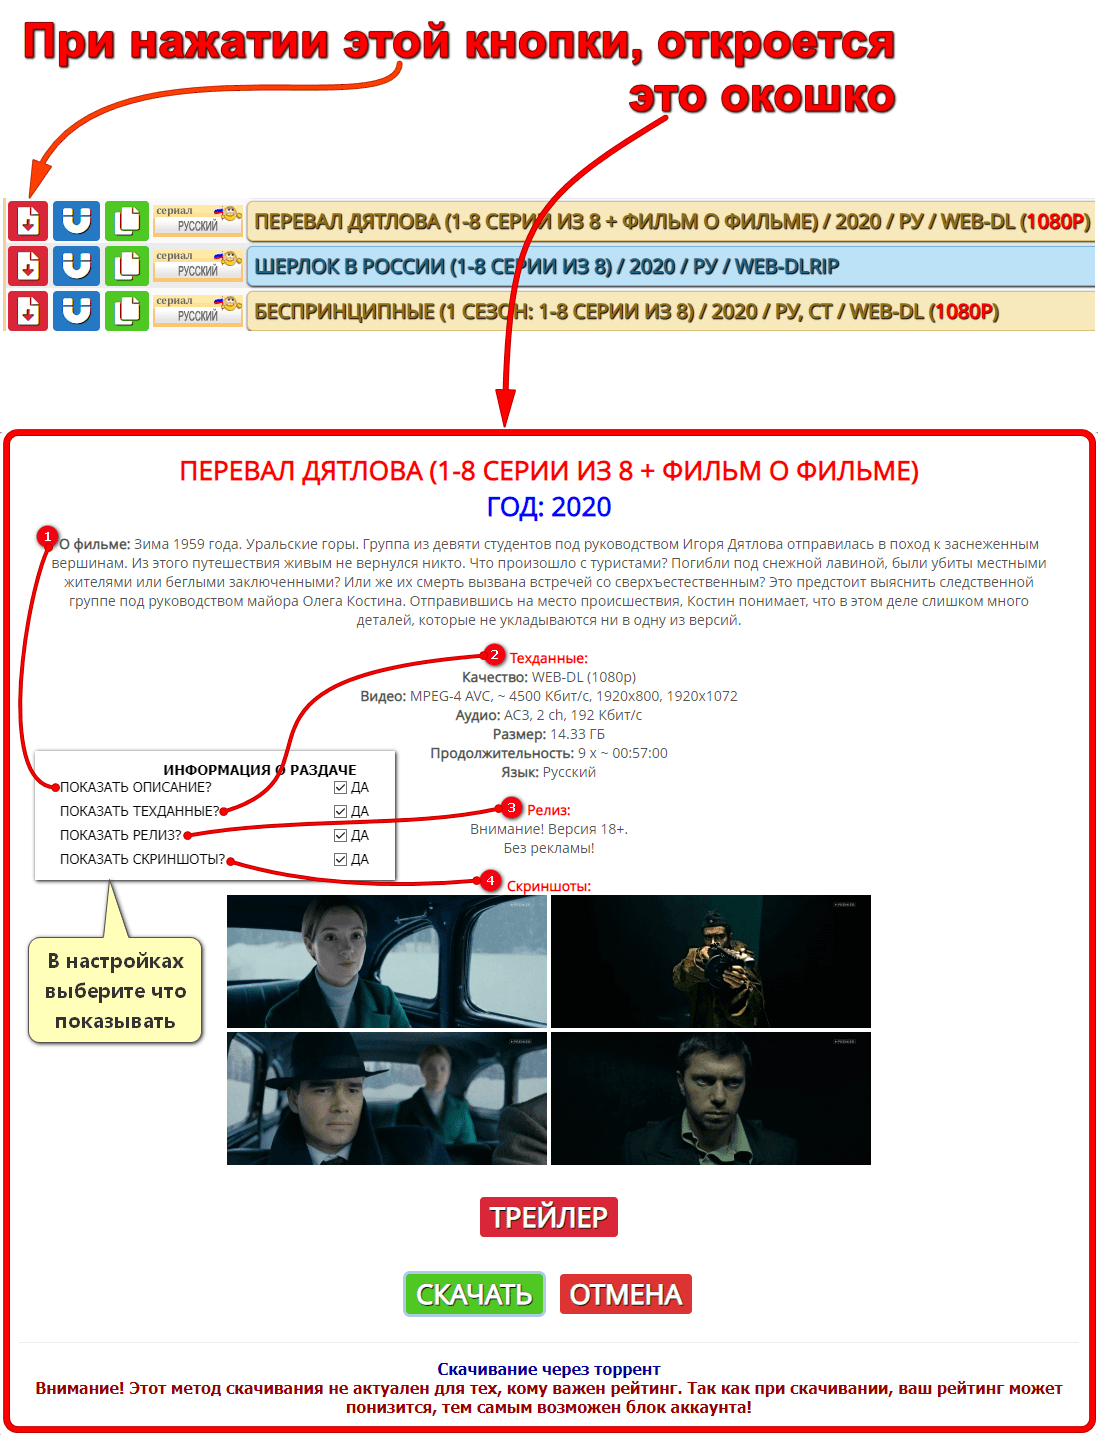 При нажатии этой кнопки, откроется
это окошко
сериал
РУССКИЙ
ПЕРЕВАЛ ДЯТЛОВА (1-8 СЕРИИ ИЗ 8 + ФИЛЬМ О ФИЛЬМЕ) / 2020 / РУ / WEB-DL (1080P)
сериал
РУССКИЙ
ШЕРЛОК В РОССИИ (1-8 СЕРИИ ИЗ 8) / 2020 / РУ / WEB-DLRIP
сериал
РУССКИЙ
БЕСПРИНЦИПНЫЕ (1 СЕЗОН: 1-8 СЕРИИ ИЗ 8) / 2020 / РУ, СТ / WEB-DL (1080P)
ПЕРЕВАЛ ДЯТЛОВА (1-8 СЕРИИ ИЗ 8 + ФИЛЬМ О ФИЛЬМЕ)
ГОД: 2020
1
О фильме: Зима 1959 года. Уральские горы. Группа из девяти студентов под руководством Игоря Дятлова отправилась в поход к заснеженным
вершинам. Из этого путешествия живым не вернулся никто. Что произошло с туристами? Погибли под снежной лавиной, были убиты местными
жителями или беглыми заключенными? Или же их смерть вызвана встречей со сверхъестественным? Это предстоит выяснить следственной
группе под руководством майора Олега Костина. Отправившись на место происшествия, Костин понимает, что в этом деле слишком много
деталей, которые не укладываются ни в одну из версий.
2 Техданные:
Качество: WEB-DL (1080p)
Видео: MPEG-4 AVC, ~ 4500 Кбит/с, 1920x800, 1920x1072
Аудио: AC3, 2 ch, 192 Кбит/с
Размер: 14.33 ГБ
Продолжительность: 9 x ~ 00:57:00
Язык: Русский
3 Релиз:
Внимание! Версия 18+.
Без рекламы!
4 Скриншоты:
ИНФОРМАЦИЯ О РАЗДАЧЕ
ПОКАЗАТЬ ОПИСАНИЕ? ДА
ПОКАЗАТЬ ТЕХДАННЫЕ? ДА
ПОКАЗАТЬ РЕЛИЗ? ДА
ПОКАЗАТЬ СКРИНШОТЫ? ДА
В настройках
выберите что
показывать
ТРЕЙЛЕР
СКАЧАТЬ ОТМЕНА
Скачивание через торрент
Внимание! Этот метод скачивания не актуален для тех, кому важен рейтинг. Так как при скачивании, ваш рейтинг может
понизится, тем самым возможен блок аккаунта!